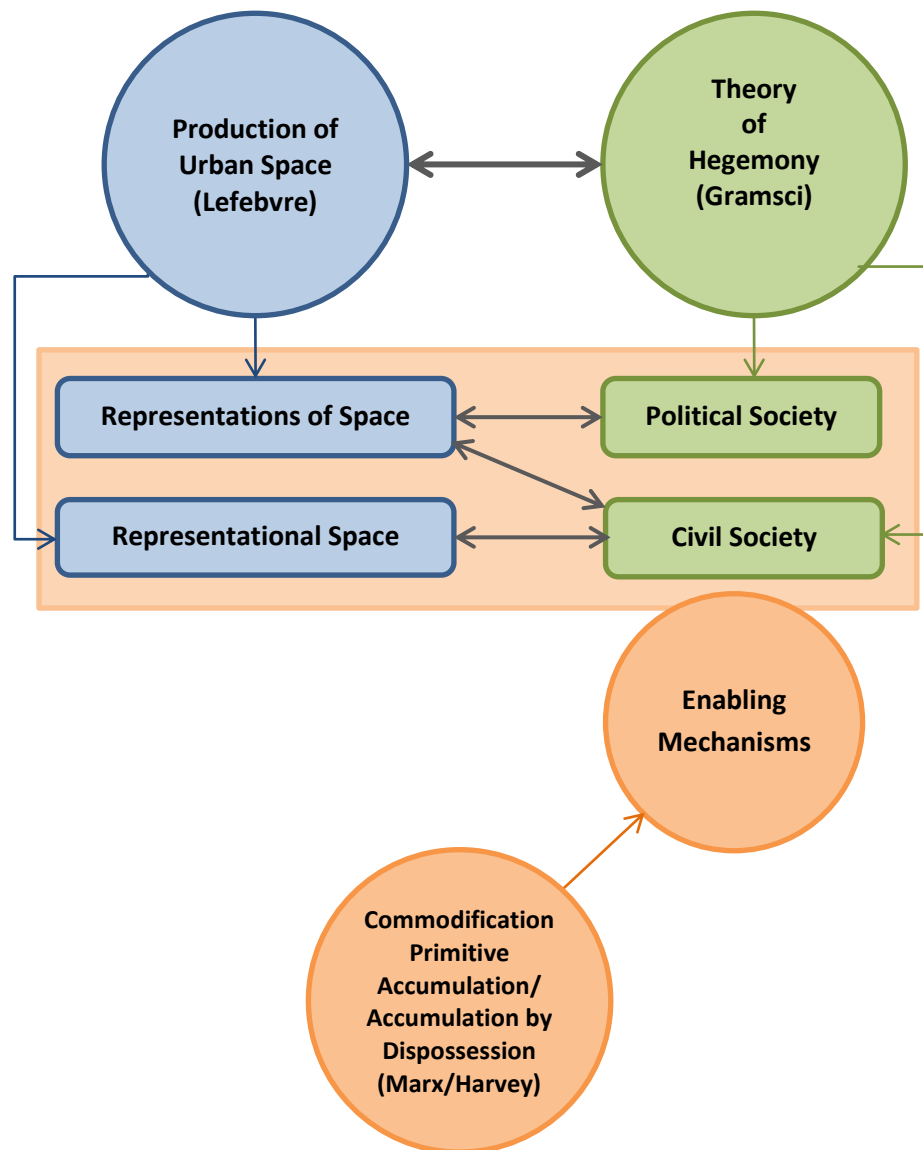 Production of
Urban Space
(Lefebvre)
Theory
of
Hegemony
(Gramsci)
Representations of Space
Political Society
Representational Space
Civil Society
Enabling
Mechanisms
Commodification
Primitive
Accumulation/
Accumulation by
Dispossession
(Marx/Harvey)